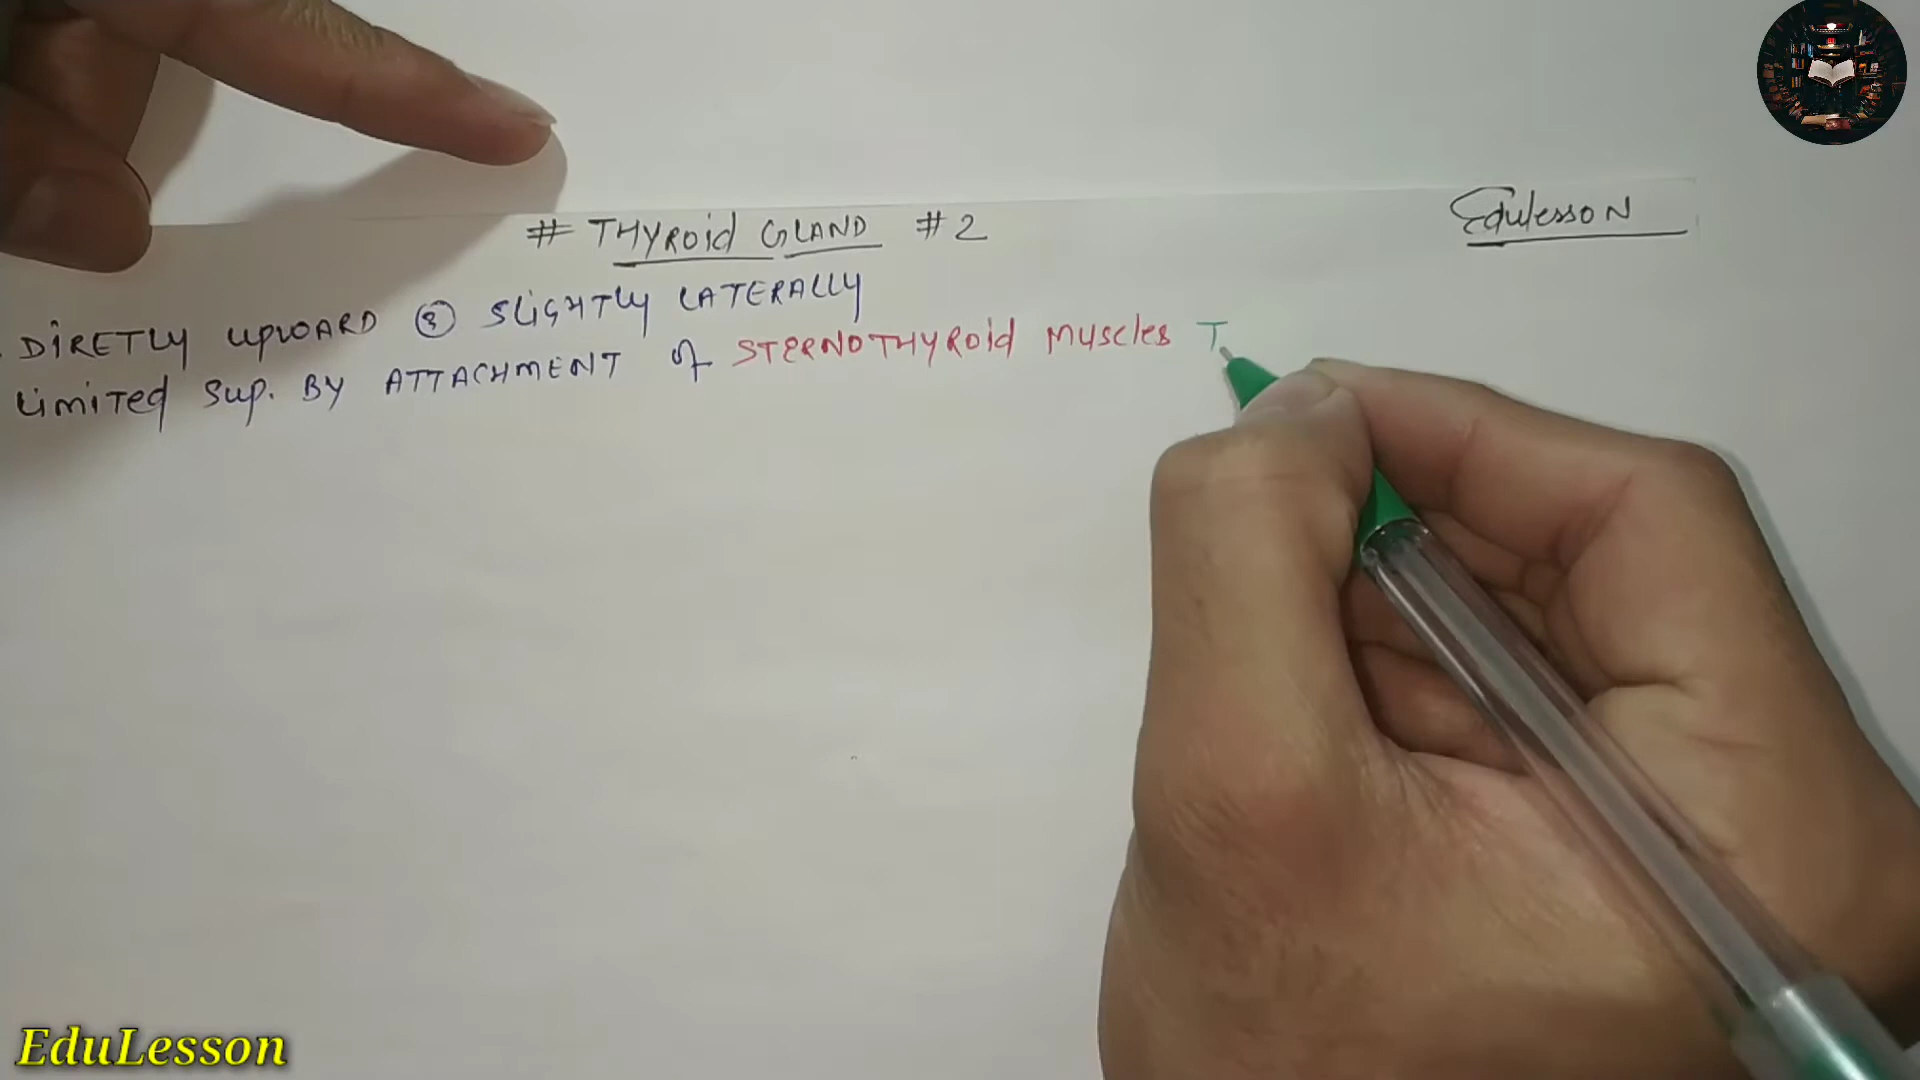 # THYROid GLAND #2
EdulessoN
DiRETLy upWARD & SLiGHTLy LATERALLy
LimiTEd Sup. By ATTACHMENT of STERNOTHYROid Muscles T
EduLesson